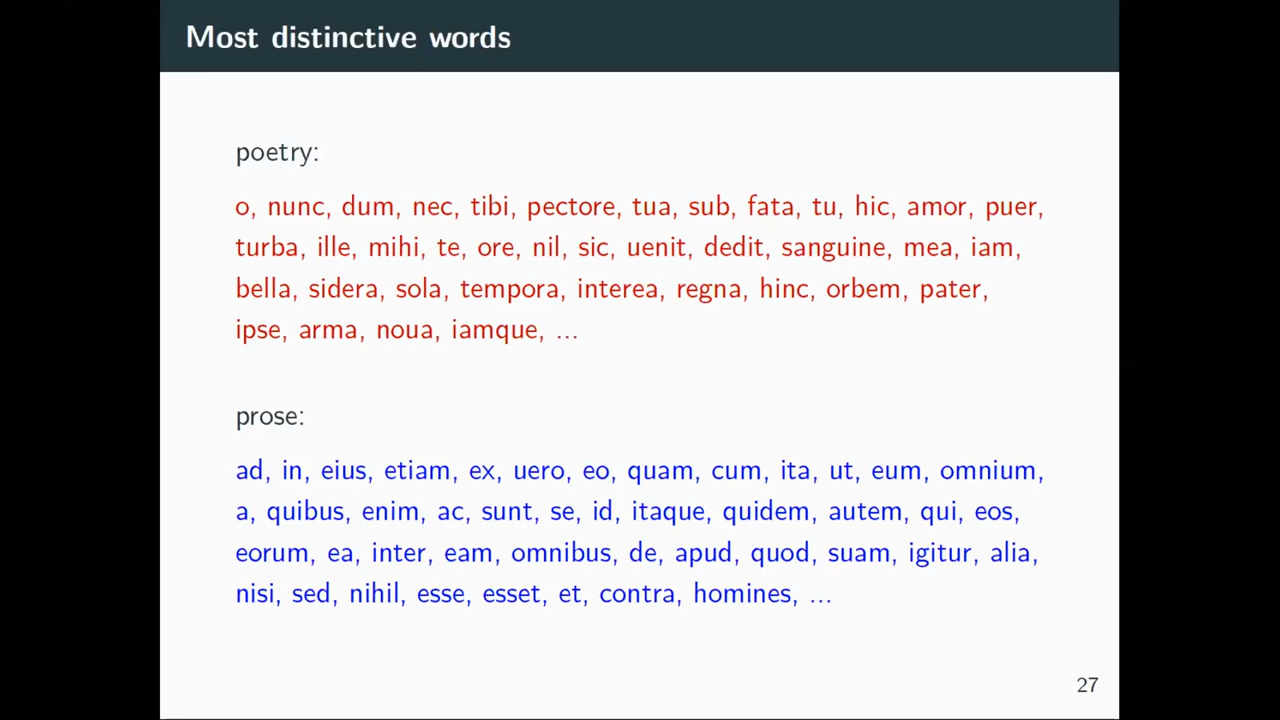 Most distinctive words
poetry:
o, nunc, dum, nec, tibi, pectore, tua, sub, fata, tu, hic, amor, puer,
turba, ille, mihi, te, ore, nil, sic, uenit, dedit, sanguine, mea, iam,
bella, sidera, sola, tempora, interea, regna, hinc, orbem, pater,
ipse, arma, noua, iamque, ...
prose:
ad, in, eius, etiam, ex, uero, eo, quam, cum, ita, ut, eum, omnium,
a, quibus, enim, ac, sunt, se, id, itaque, quidem, autem, qui, eos,
eorum, ea, inter, eam, omnibus, de, apud, quod, suam, igitur, alia,
nisi, sed, nihil, esse, esset, et, contra, homines, ...
27